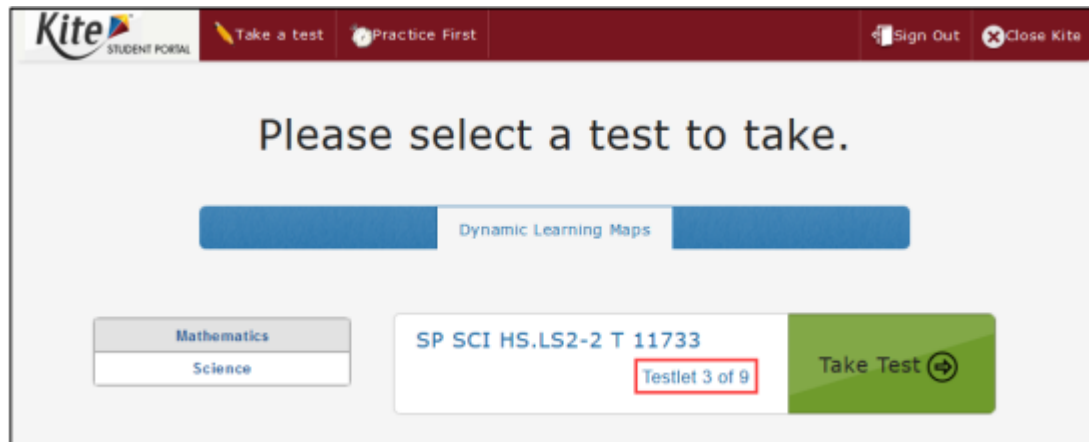 Kite STUDENT PORTAL Take a test Practice First Sign Out Close Kite
Please select a test to take.
Dynamic Learning Maps
Mathematics
Science
SP SCI HS.LS2-2 T 11733
Testlet 3 of 9
Take Test